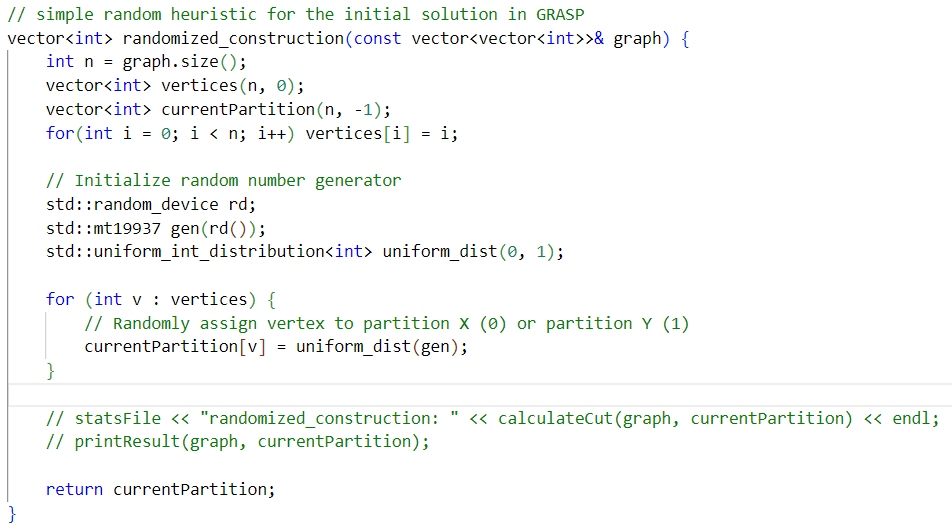 // simple random heuristic for the initial solution in GRASP
vector<int> randomized_construction(const vector<vector<int>>& graph) {
    int n = graph.size();
    vector<int> vertices(n, 0);
    vector<int> currentPartition(n, -1);
    for(int i = 0; i < n; i++) vertices[i] = i;

    // Initialize random number generator
    std::random_device rd;
    std::mt19937 gen(rd());
    std::uniform_int_distribution<int> uniform_dist(0, 1);

    for (int v : vertices) {
        // Randomly assign vertex to partition X (0) or partition Y (1)
        currentPartition[v] = uniform_dist(gen);
    }

    // statsFile << "randomized_construction: " << calculateCut(graph, currentPartition) << endl;
    // printResult(graph, currentPartition);

    return currentPartition;
}